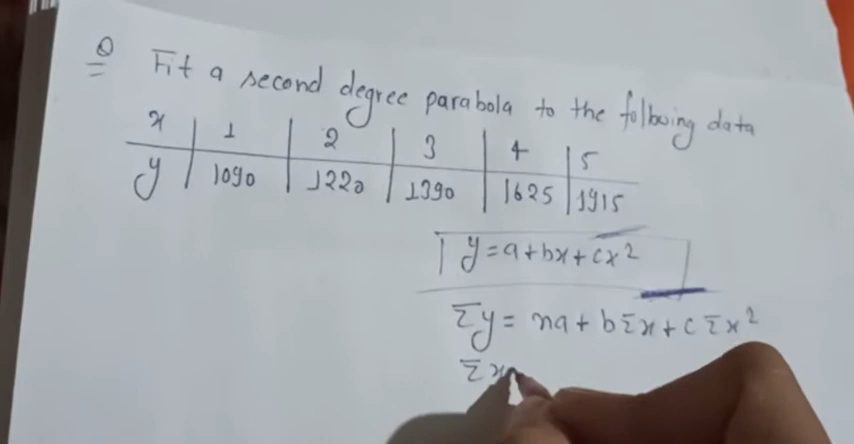 Q Fit a second degree parabola to the following data
x 1 2 3 4 5
y 1090 1220 1390 1625 1915
y = a + bx + cx²
Σy = na + bΣx + cΣx²
Σx